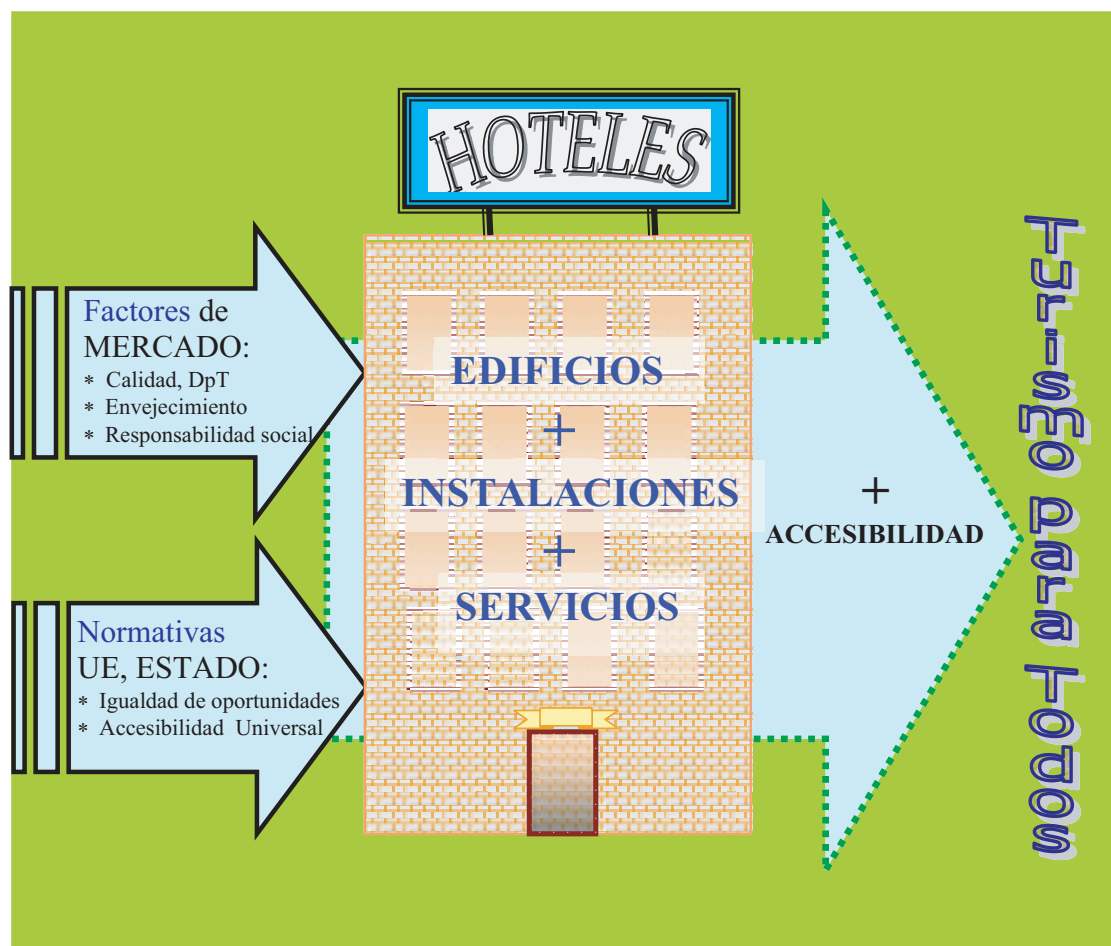 HOTELES
Factores de
MERCADO:
* Calidad, DpT
* Envejecimiento
* Responsabilidad social
Normativas
UE, ESTADO:
* Igualdad de oportunidades
* Accesibilidad Universal
EDIFICIOS
+
INSTALACIONES
+
SERVICIOS
+
ACCESIBILIDAD
Turismo para Todos